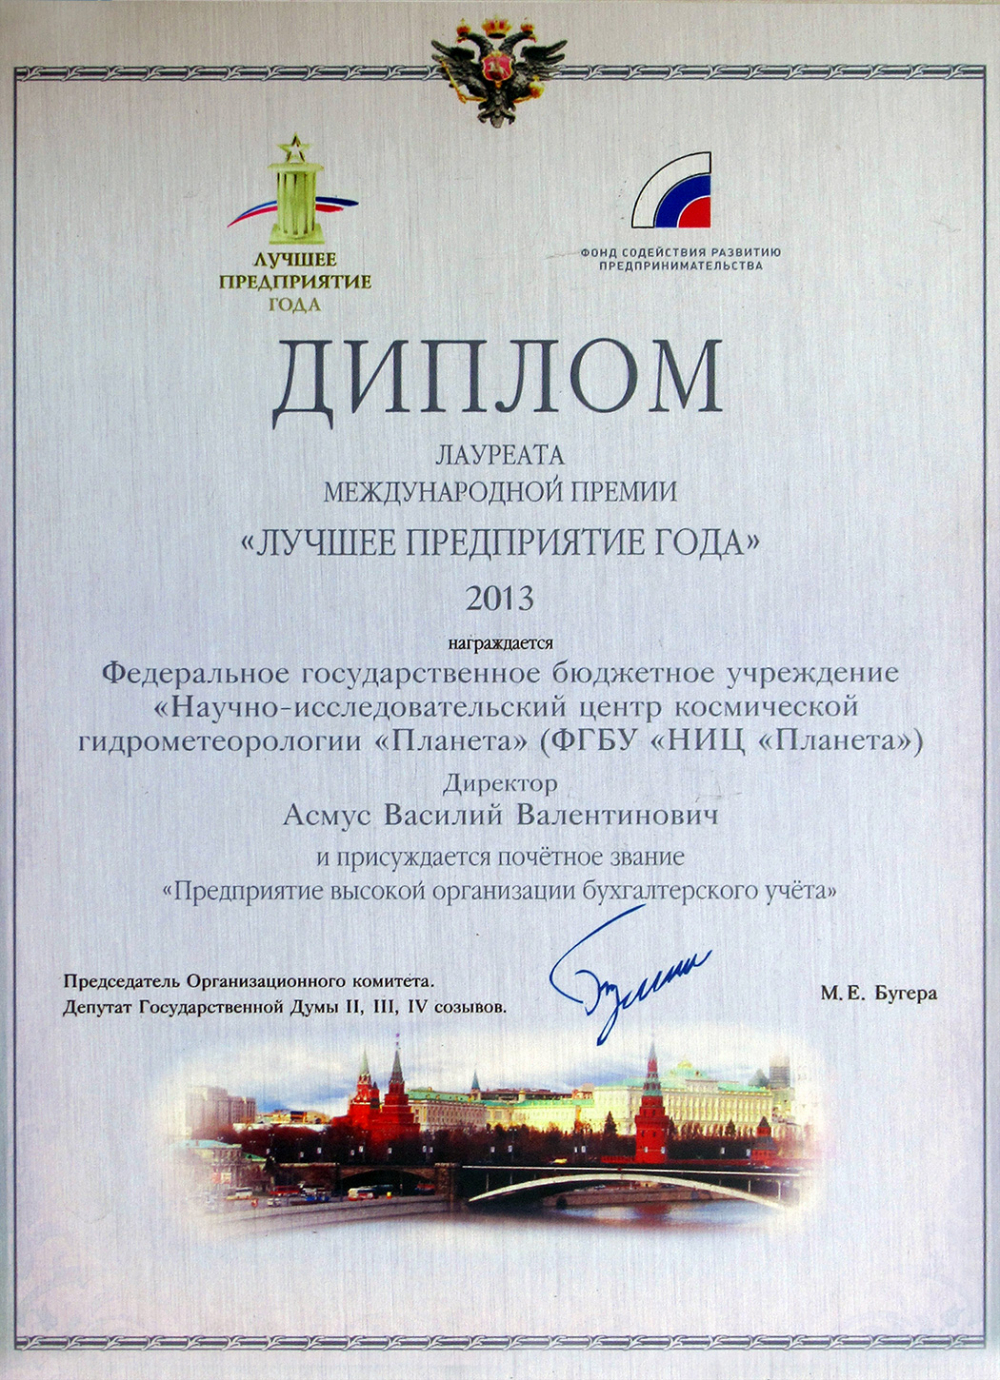 ЛУЧШЕЕ
ПРЕДПРИЯТИЕ
ГОДА
ФОНД СОДЕЙСТВИЯ РАЗВИТИЮ
ПРЕДПРИНИМАТЕЛЬСТВА
ДИПЛОМ
ЛАУРЕАТА
МЕЖДУНАРОДНОЙ ПРЕМИИ
«ЛУЧШЕЕ ПРЕДПРИЯТИЕ ГОДА»
2013
награждается
Федеральное государственное бюджетное учреждение
«Научно-исследовательский центр космической
гидрометеорологии «Планета» (ФГБУ «НИЦ «Планета»)
Директор
Асмус Василий Валентинович
и присуждается почётное звание
«Предприятие высокой организации бухгалтерского учёта»
Председатель Организационного комитета.
Депутат Государственной Думы II, III, IV созывов.
М. Е. Бугера